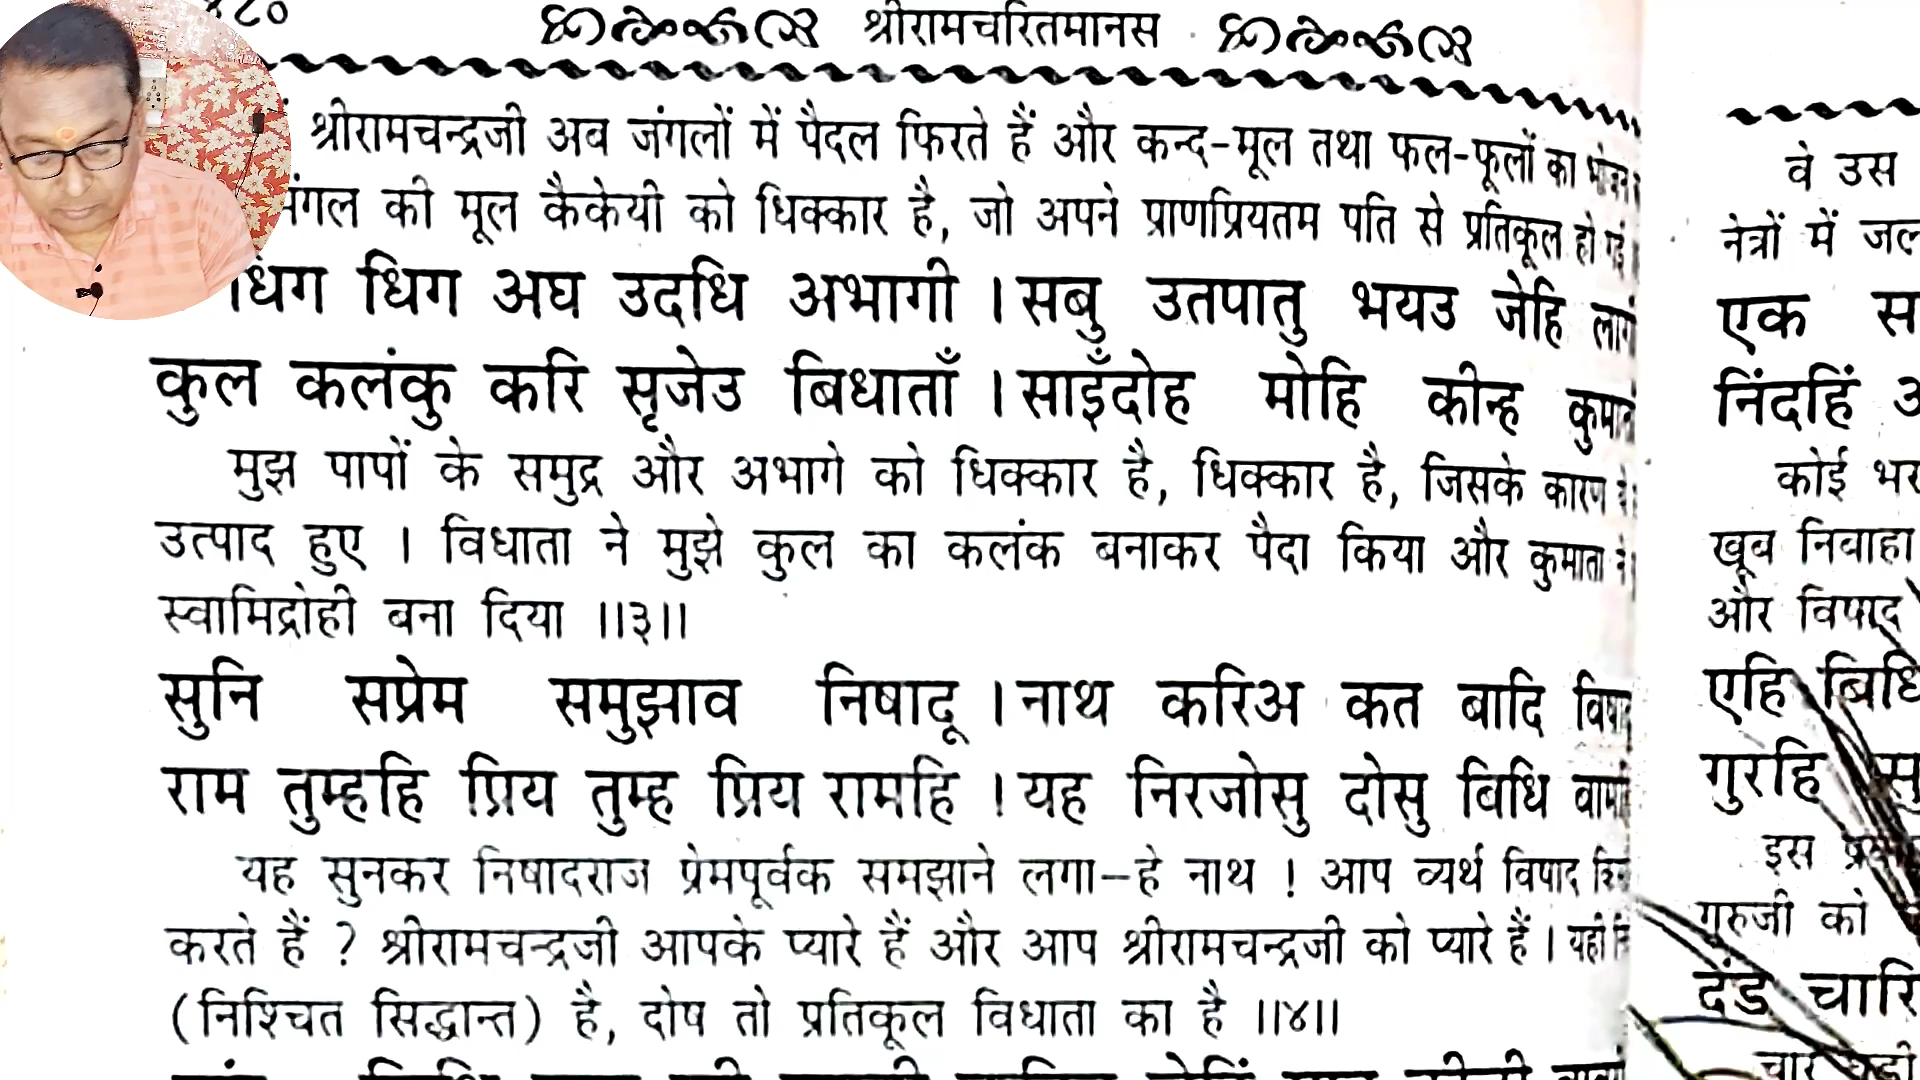 श्रीरामचरितमानस
श्रीरामचन्द्रजी अब जंगलों में पैदल फिरते हैं और कन्द-मूल तथा फल-फूलों का
की मूल कैकेयी को धिक्कार है, जो अपने प्राणप्रियतम पति से प्रतिकूल हो गई
धिग धिग अघ उदधि अभागी । सबु उतपातु भयउ जेहि
कुल कलंकु करि सृजेउ बिधाताँ । साइँदोह मोहि कीन्ह
मुझ पापों के समुद्र और अभागे को धिक्कार है, धिक्कार है, जिसके कारण
उत्पाद हुए । विधाता ने मुझे कुल का कलंक बनाकर पैदा किया और कुमाता ने
स्वामिद्रोही बना दिया ॥३॥
सुनि सप्रेम समुझाव निषादू । नाथ करिअ कत बादि
राम तुम्हहि प्रिय तुम्ह प्रिय रामहि । यह निरजोसु दोसु बिधि
यह सुनकर निषादराज प्रेमपूर्वक समझाने लगा—हे नाथ ! आप व्यर्थ विषाद
करते हैं ? श्रीरामचन्द्रजी आपके प्यारे हैं और आप श्रीरामचन्द्रजी को प्यारे हैं । यही
(निश्चित सिद्धान्त) है, दोष तो प्रतिकूल विधाता का है ॥४॥
वे उस
नेत्रों में
एक
निंदहिं
कोई
खूब निबाहा
और विषाद
एहि बिधि
गुरहि
इस
गुरुजी को
दंड चारि
चार घड़ी